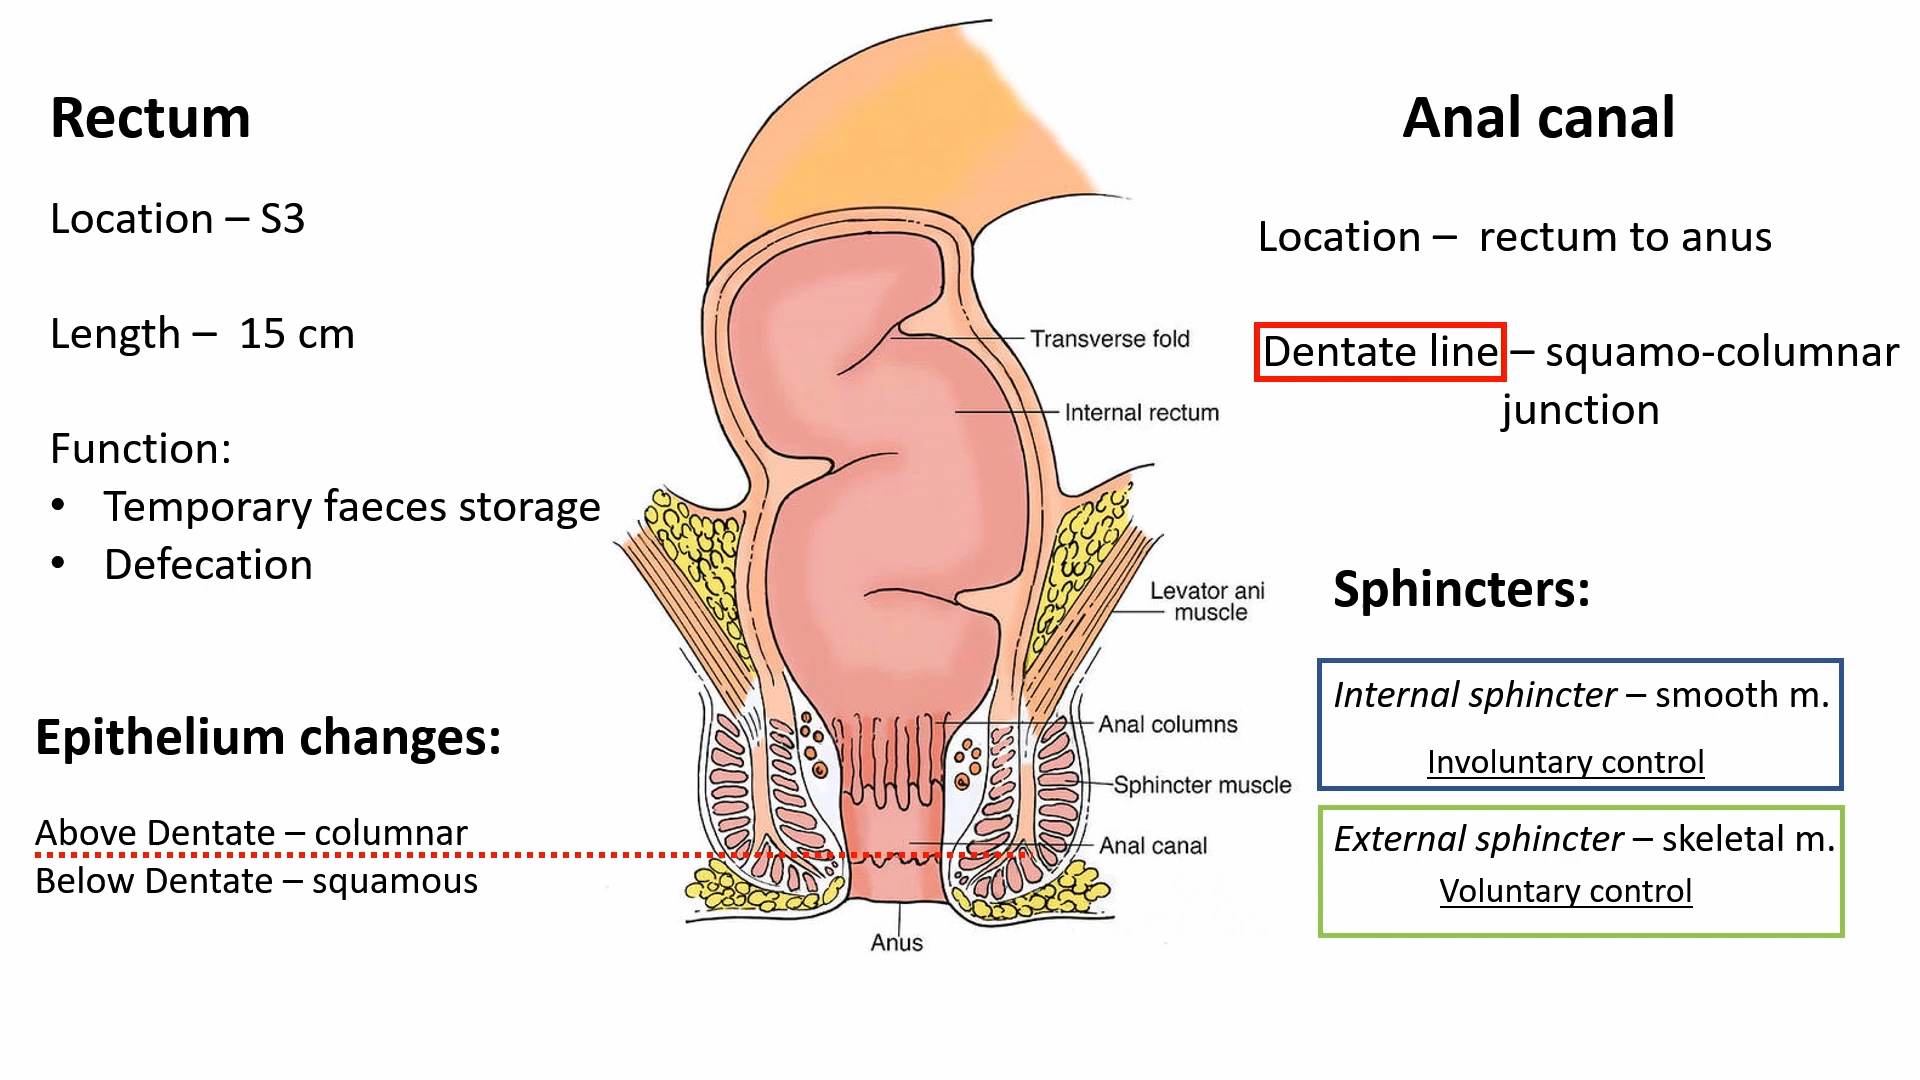 Rectum
Location – S3
Length –  15 cm
Function:
• Temporary faeces storage
• Defecation
Epithelium changes:
Above Dentate – columnar
Below Dentate – squamous
Transverse fold
Internal rectum
Levator ani
muscle
Anal columns
Sphincter muscle
Anal canal
Anus
Anal canal
Location –  rectum to anus
Dentate line – squamo-columnar
junction
Sphincters:
Internal sphincter – smooth m.
Involuntary control
External sphincter – skeletal m.
Voluntary control